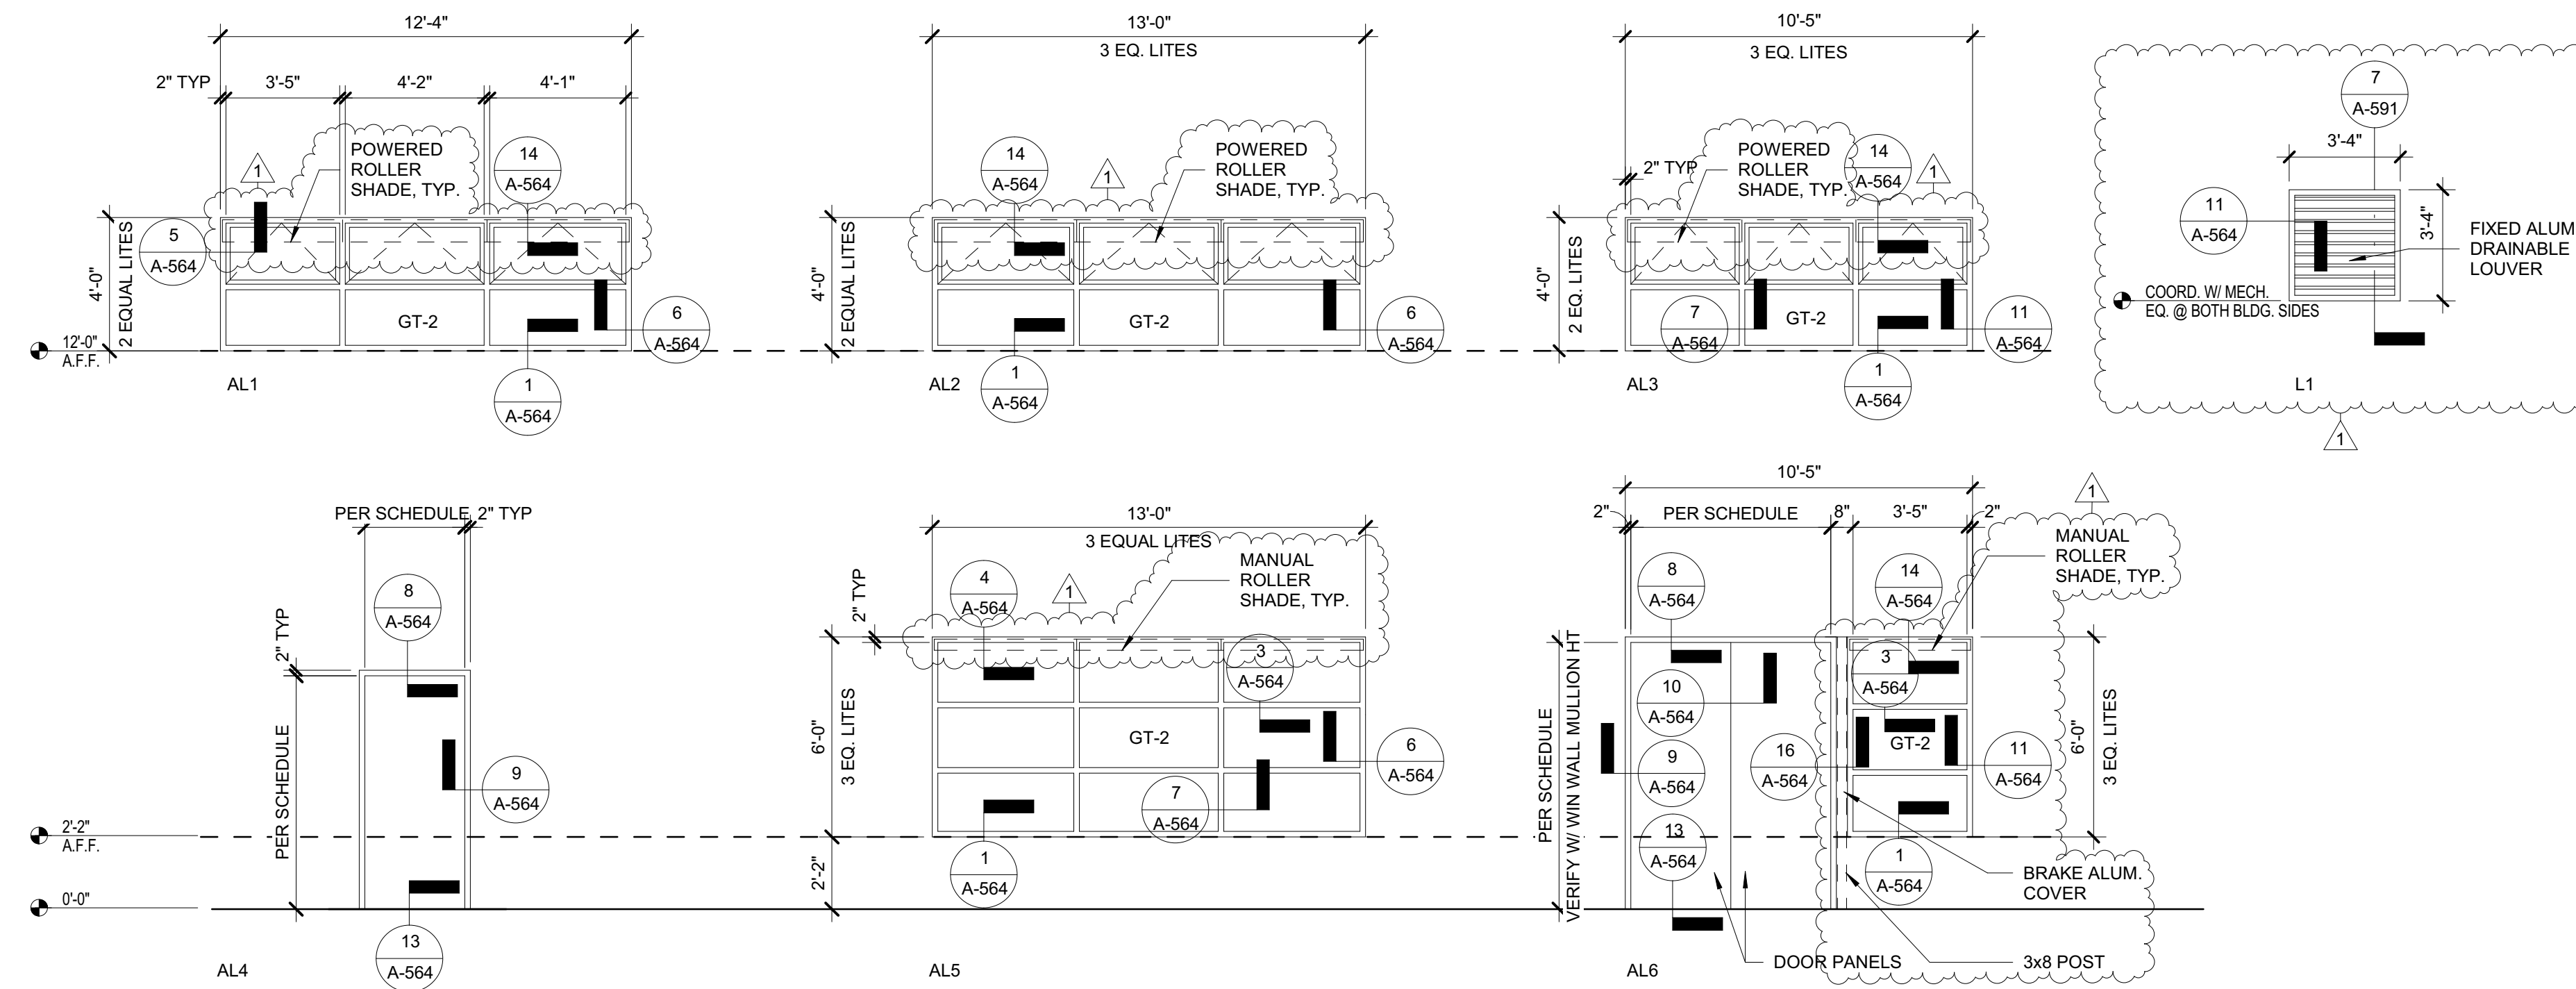 12'-4"
2" TYP
3'-5"
4'-2"
4'-1"
1
POWERED
ROLLER
SHADE, TYP.
14
A-564
5
A-564
4'-0"
2 EQUAL LITES
GT-2
6
A-564
12'-0"
A.F.F.
1
A-564
AL1
13'-0"
3 EQ. LITES
14
A-564
1
POWERED
ROLLER
SHADE, TYP.
4'-0"
2 EQUAL LITES
GT-2
6
A-564
1
A-564
AL2
10'-5"
3 EQ. LITES
2" TYP
POWERED
ROLLER
SHADE, TYP.
14
A-564
1
4'-0"
2 EQ. LITES
7
A-564
GT-2
11
A-564
1
A-564
AL3
7
A-591
3'-4"
11
A-564
3'-4"
FIXED ALUM
DRAINABLE
LOUVER
COORD. W/ MECH.
EQ. @ BOTH BLDG. SIDES
L1
1
PER SCHEDULE
2" TYP
8
A-564
2" TYP
PER SCHEDULE
9
A-564
2'-2"
A.F.F.
0'-0"
13
A-564
AL4
13'-0"
3 EQUAL LITES
2" TYP
4
A-564
1
MANUAL
ROLLER
SHADE, TYP.
3
A-564
6'-0"
3 EQ. LITES
GT-2
6
A-564
7
A-564
2'-2"
1
A-564
AL5
10'-5"
2"
PER SCHEDULE
8"
3'-5"
2"
1
MANUAL
ROLLER
SHADE, TYP.
8
A-564
14
A-564
10
A-564
3
A-564
PER SCHEDULE
VERIFY W/ WIN WALL MULLION HT
9
A-564
16
A-564
GT-2
11
A-564
6'-0"
3 EQ. LITES
13
A-564
1
A-564
BRAKE ALUM.
COVER
DOOR PANELS
3x8 POST
AL6